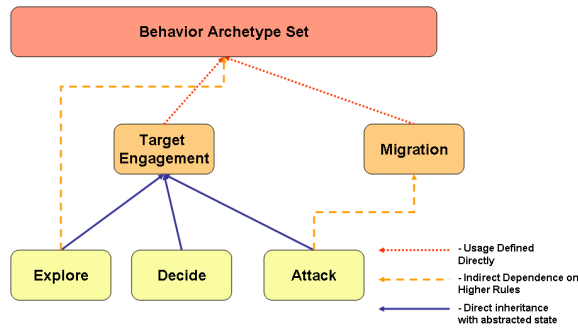 Behavior Archetype Set
Target
Engagement
Migration
Explore
Decide
Attack
- Usage Defined
Directly
- Indirect Dependence on
Higher Rules
- Direct inheritance
with abstracted state